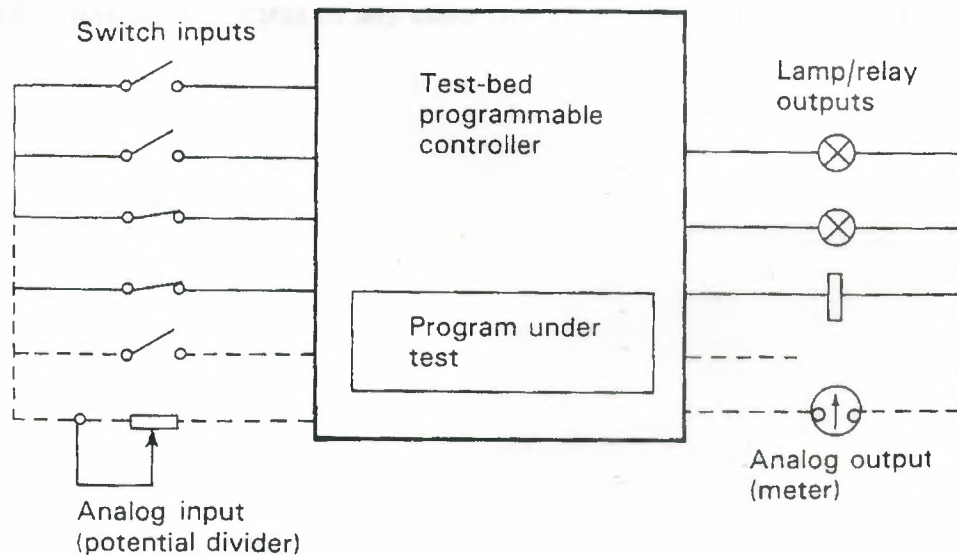 Switch inputs
Test-bed
programmable
controller
Program under
test
Lamp/relay
outputs
Analog output
(meter)
Analog input
(potential divider)